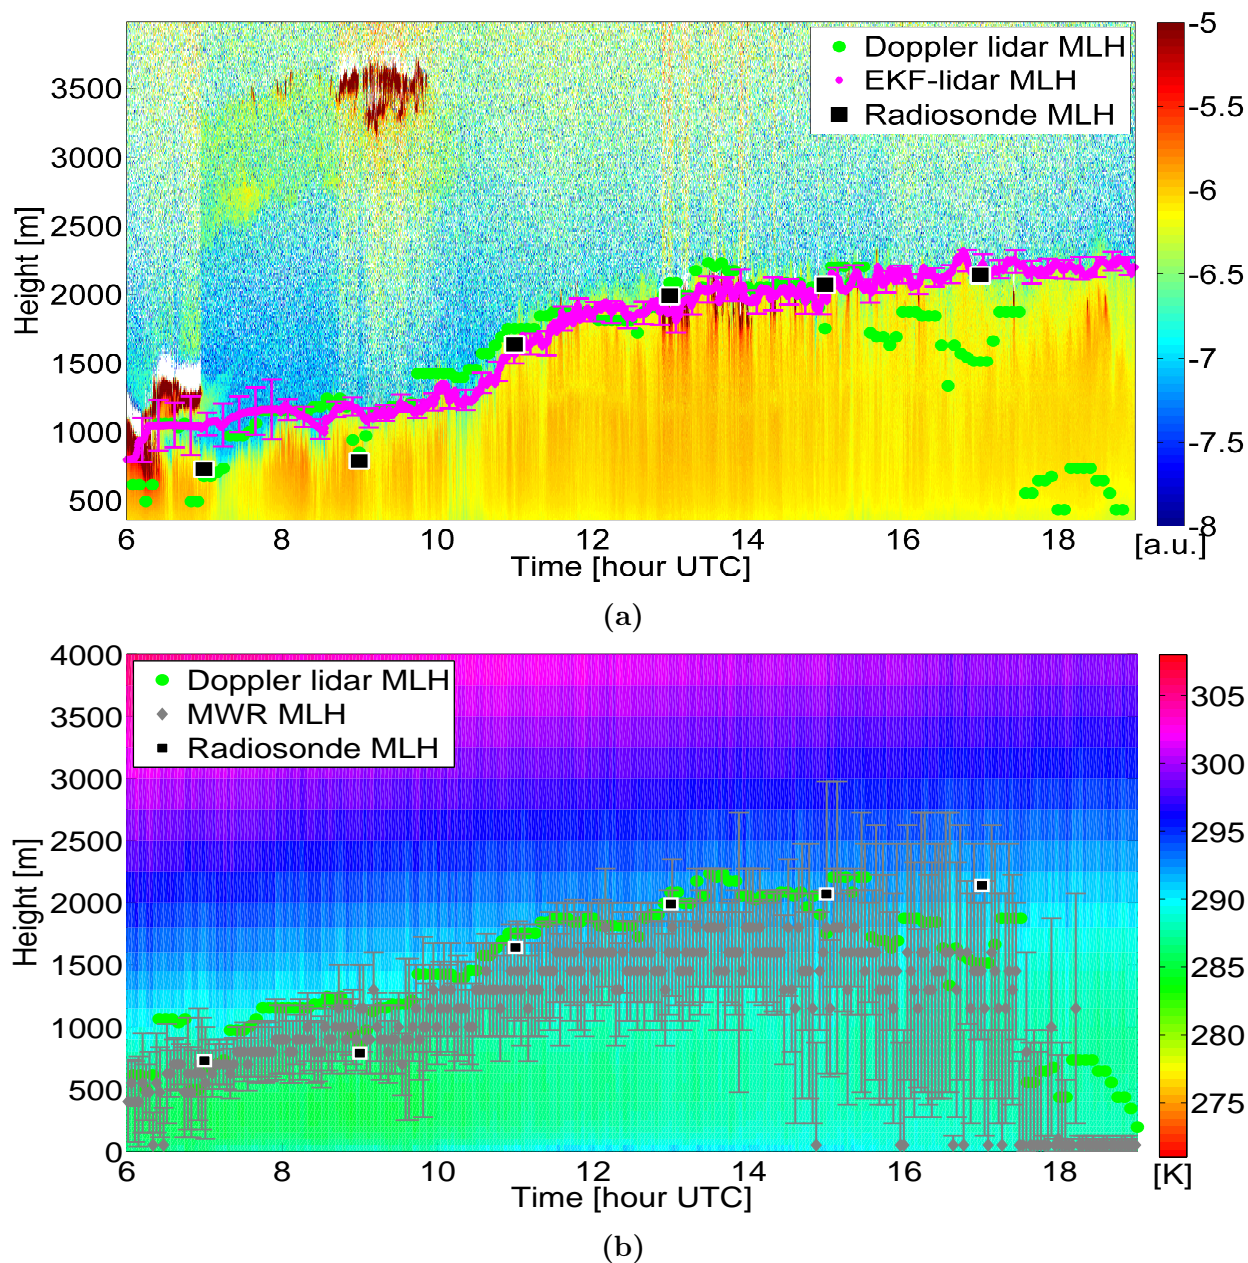 Doppler lidar MLH
EKF-lidar MLH
Radiosonde MLH
3500
3000
2500
2000
1500
1000
500
Height [m]
6 8 10 12 14 16 18
Time [hour UTC]
-5
-5.5
-6
-6.5
-7
-7.5
-8
[a.u.]
(a)
Doppler lidar MLH
MWR MLH
Radiosonde MLH
4000
3500
3000
2500
2000
1500
1000
500
0
Height [m]
6 8 10 12 14 16 18
Time [hour UTC]
305
300
295
290
285
280
275
[K]
(b)